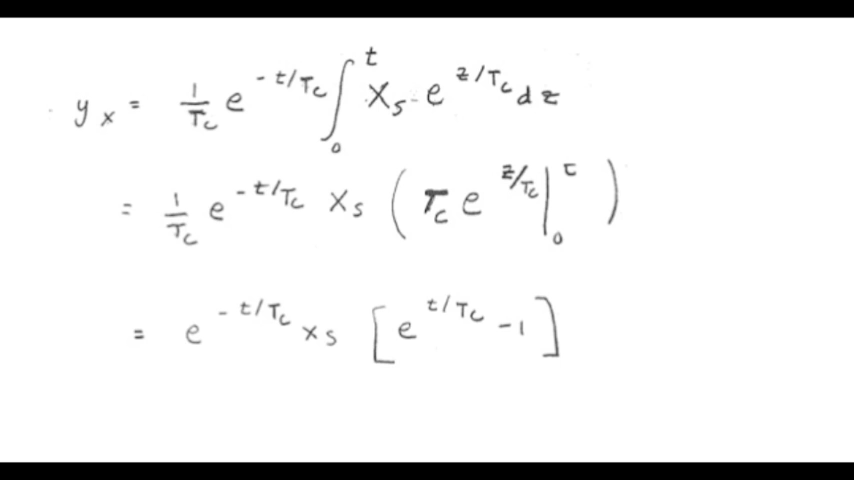 y_x = 1/T_c e^{-t/T_c} ∫_0^t X_s e^{z/T_c} dz
= 1/T_c e^{-t/T_c} X_s ( T_c e^{z/T_c} |_0^t )
= e^{-t/T_c} X_s [ e^{t/T_c} - 1 ]